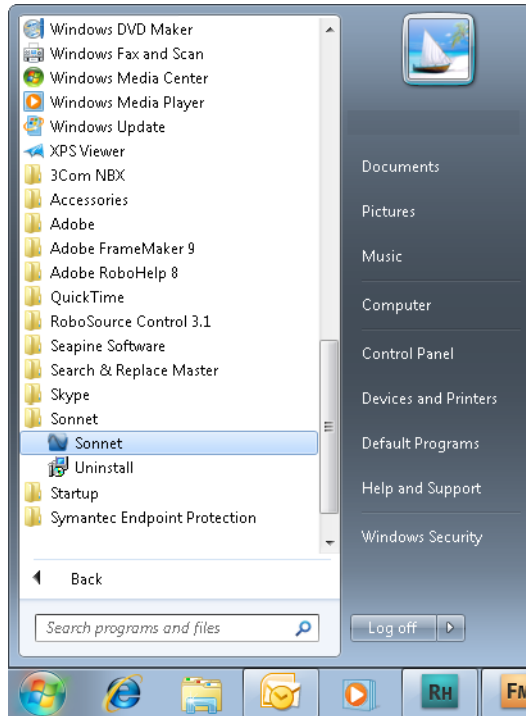 Windows DVD Maker
Windows Fax and Scan
Windows Media Center
Windows Media Player
Windows Update
XPS Viewer
3Com NBX
Accessories
Adobe
Adobe FrameMaker 9
Adobe RoboHelp 8
QuickTime
RoboSource Control 3.1
Seapine Software
Search & Replace Master
Skype
Sonnet
Sonnet
Uninstall
Startup
Symantec Endpoint Protection
Back
Search programs and files
Documents
Pictures
Music
Computer
Control Panel
Devices and Printers
Default Programs
Help and Support
Windows Security
Log off
RH
FM